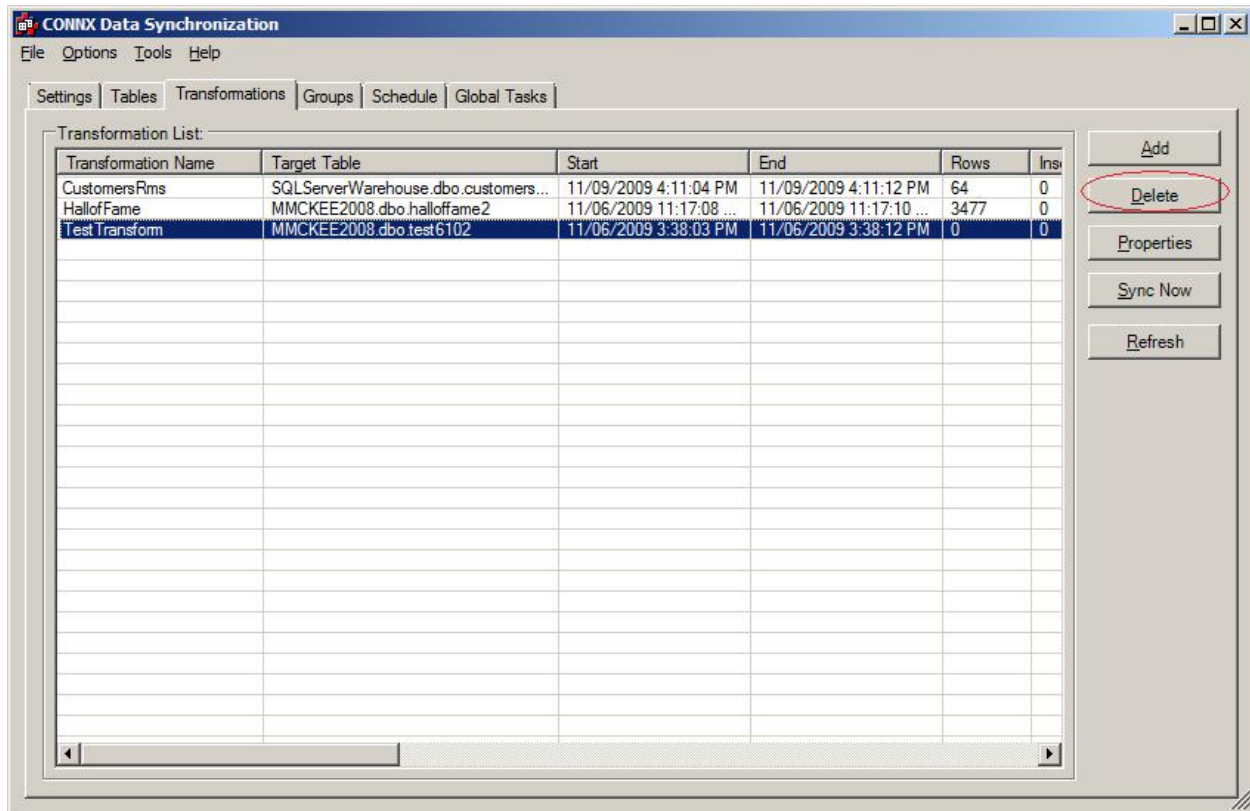 CONNX Data Synchronization
File Options Tools Help
Settings Tables Transformations Groups Schedule Global Tasks
Transformation List:
Transformation Name Target Table Start End Rows Inse
CustomersRms SQLServerWarehouse.dbo.customers... 11/09/2009 4:11:04 PM 11/09/2009 4:11:12 PM 64 0
HallofFame MMCKEE2008.dbo.halloffame2 11/06/2009 11:17:08 ... 11/06/2009 11:17:10 ... 3477 0
TestTransform MMCKEE2008.dbo.test6102 11/06/2009 3:38:03 PM 11/06/2009 3:38:12 PM 0 0
Add
Delete
Properties
Sync Now
Refresh